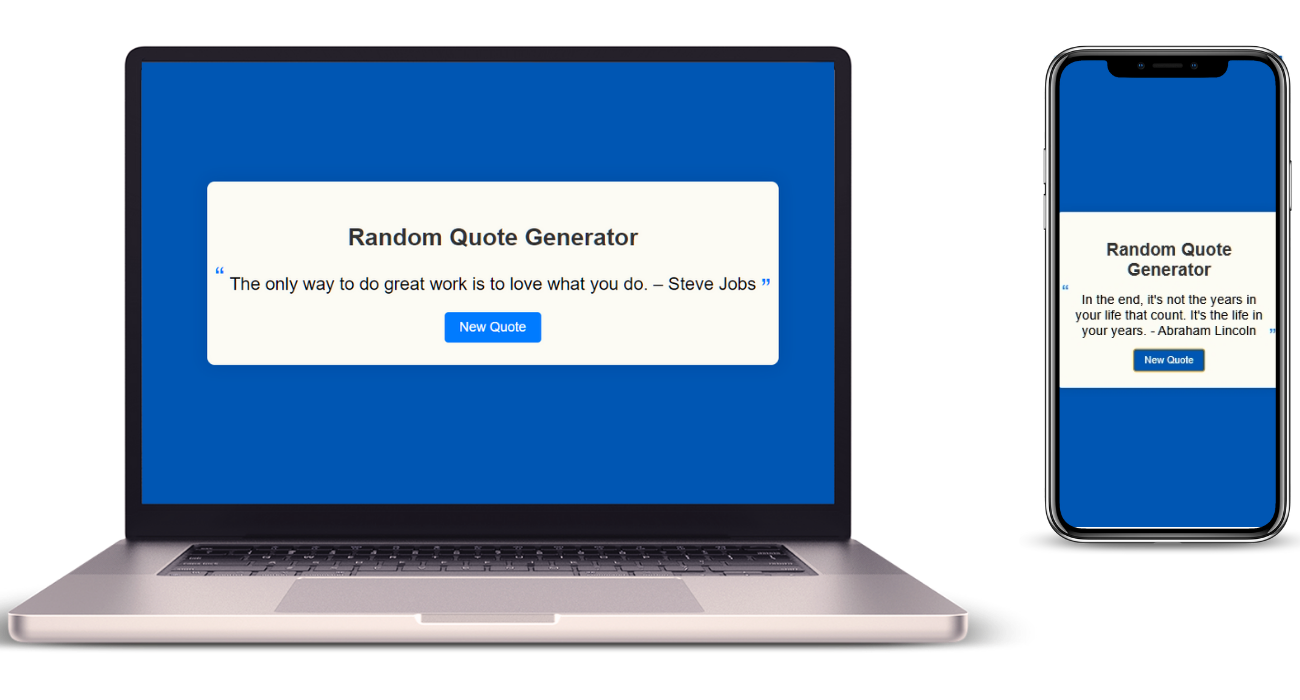 Random Quote Generator
“ The only way to do great work is to love what you do. – Steve Jobs ”
New Quote
Random Quote
Generator
“
In the end, it's not the years in
your life that count. It's the life in
your years. - Abraham Lincoln ”
New Quote